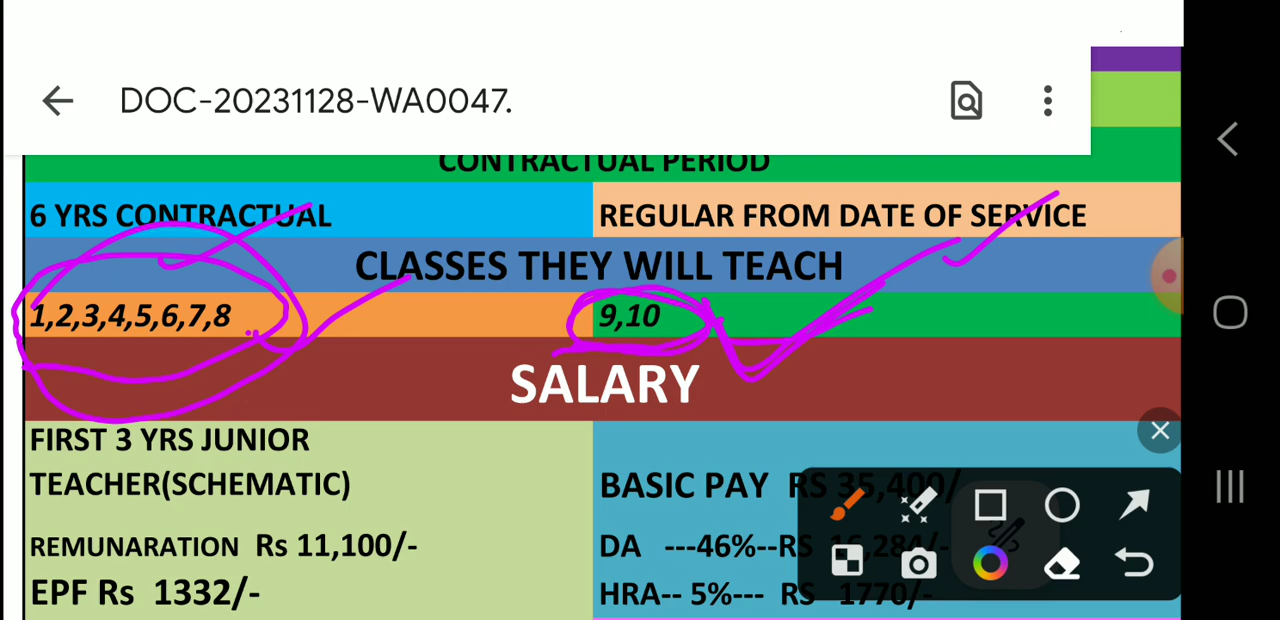 DOC-20231128-WA0047.
CONTRACTUAL PERIOD
6 YRS CONTRACTUAL
REGULAR FROM DATE OF SERVICE
CLASSES THEY WILL TEACH
1,2,3,4,5,6,7,8
9,10
SALARY
FIRST 3 YRS JUNIOR
TEACHER(SCHEMATIC)
REMUNARATION Rs 11,100/-
EPF Rs 1332/-
BASIC PAY RS 35,400/
DA ---46%--RS 16,284/-
HRA-- 5%--- RS 1770/-